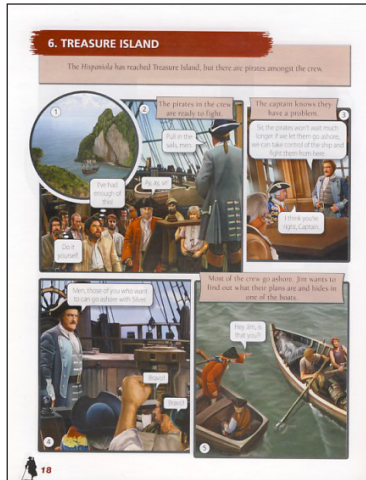 6. TREASURE ISLAND
The Hispaniola has reached Treasure Island, but there are pirates amongst the crew.
1
2
The pirates in the crew
are ready to fight.
Pull in the
sails, men.
I've had
enough of
this!
Ay, ay, sir!
Do it
yourself!
The captain knows they
have a problem.
3
Sir, the pirates won't wait much
longer. If we let them go ashore,
we can take control of the ship and
fight them from here.
I think you're
right, Captain.
Men, those of you who want
to can go ashore with Silver.
Bravo!
Bravo!
4
Most of the crew go ashore. Jim wants to
find out what their plans are and hides in
one of the boats.
Hey, Jim, is
that you?!
5
18